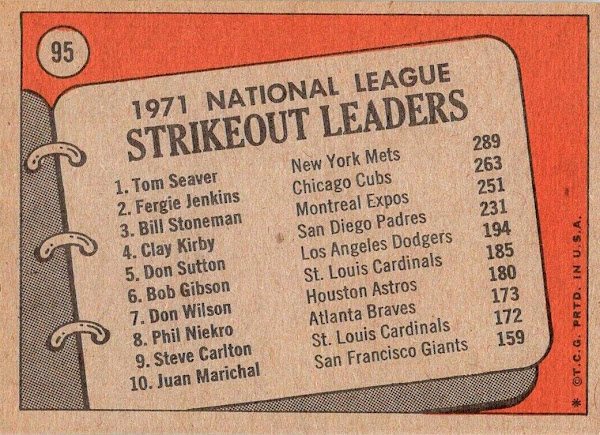 95
1971 NATIONAL LEAGUE
STRIKEOUT LEADERS
1. Tom Seaver New York Mets 289
2. Fergie Jenkins Chicago Cubs 263
3. Bill Stoneman Montreal Expos 251
4. Clay Kirby San Diego Padres 231
5. Don Sutton Los Angeles Dodgers 194
6. Bob Gibson St. Louis Cardinals 185
7. Don Wilson Houston Astros 180
8. Phil Niekro Atlanta Braves 173
9. Steve Carlton St. Louis Cardinals 172
10. Juan Marichal San Francisco Giants 159
* ©T.C.G. PRTD. IN U.S.A.